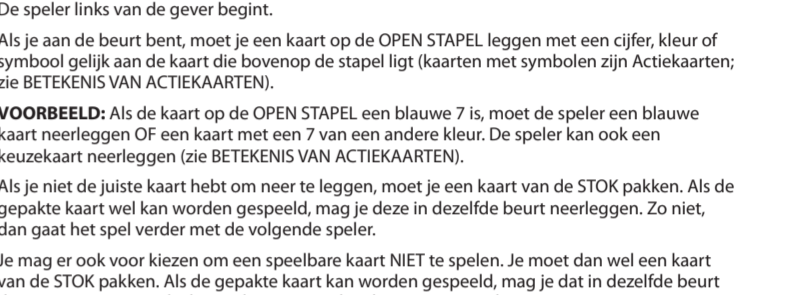 De speler links van de gever begint.
Als je aan de beurt bent, moet je een kaart op de OPEN STAPEL leggen met een cijfer, kleur of
symbool gelijk aan de kaart die bovenop de stapel ligt (kaarten met symbolen zijn Actiekaarten;
zie BETEKENIS VAN ACTIEKAARTEN).
VOORBEELD: Als de kaart op de OPEN STAPEL een blauwe 7 is, moet de speler een blauwe
kaart neerleggen OF een kaart met een 7 van een andere kleur. De speler kan ook een
keuzekaart neerleggen (zie BETEKENIS VAN ACTIEKAARTEN).
Als je niet de juiste kaart hebt om neer te leggen, moet je een kaart van de STOK pakken. Als de
gepakte kaart wel kan worden gespeeld, mag je deze in dezelfde beurt neerleggen. Zo niet,
dan gaat het spel verder met de volgende speler.
Je mag er ook voor kiezen om een speelbare kaart NIET te spelen. Je moet dan wel een kaart
van de STOK pakken. Als de gepakte kaart kan worden gespeeld, mag je dat in dezelfde beurt